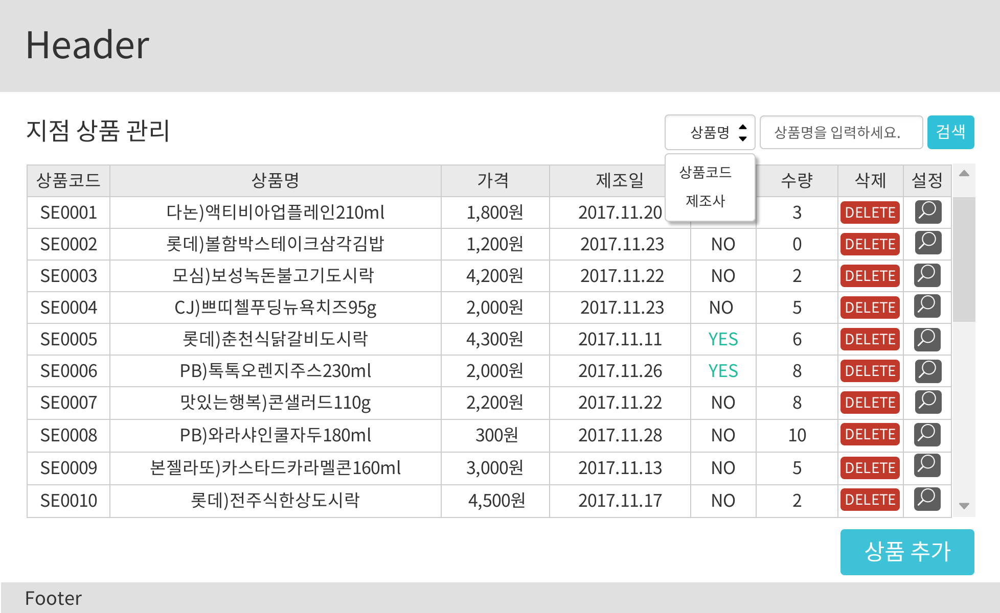 Header
지점 상품 관리
상품명
상품명을 입력하세요.
검색
상품코드
제조사
상품코드 상품명 가격 제조일 수량 삭제 설정
SE0001 다논)액티비아업플레인210ml 1,800원 2017.11.20 3 DELETE
SE0002 롯데)볼함박스테이크삼각김밥 1,200원 2017.11.23 NO 0 DELETE
SE0003 모심)보성녹돈불고기도시락 4,200원 2017.11.22 NO 2 DELETE
SE0004 CJ)쁘띠첼푸딩뉴욕치즈95g 2,000원 2017.11.23 NO 5 DELETE
SE0005 롯데)춘천식닭갈비도시락 4,300원 2017.11.11 YES 6 DELETE
SE0006 PB)톡톡오렌지주스230ml 2,000원 2017.11.26 YES 8 DELETE
SE0007 맛있는행복)콘샐러드110g 2,200원 2017.11.22 NO 8 DELETE
SE0008 PB)와라샤인쿨자두180ml 300원 2017.11.28 NO 10 DELETE
SE0009 본젤라또)카스타드카라멜콘160ml 3,000원 2017.11.13 NO 5 DELETE
SE0010 롯데)전주식한상도시락 4,500원 2017.11.17 NO 2 DELETE
상품 추가
Footer